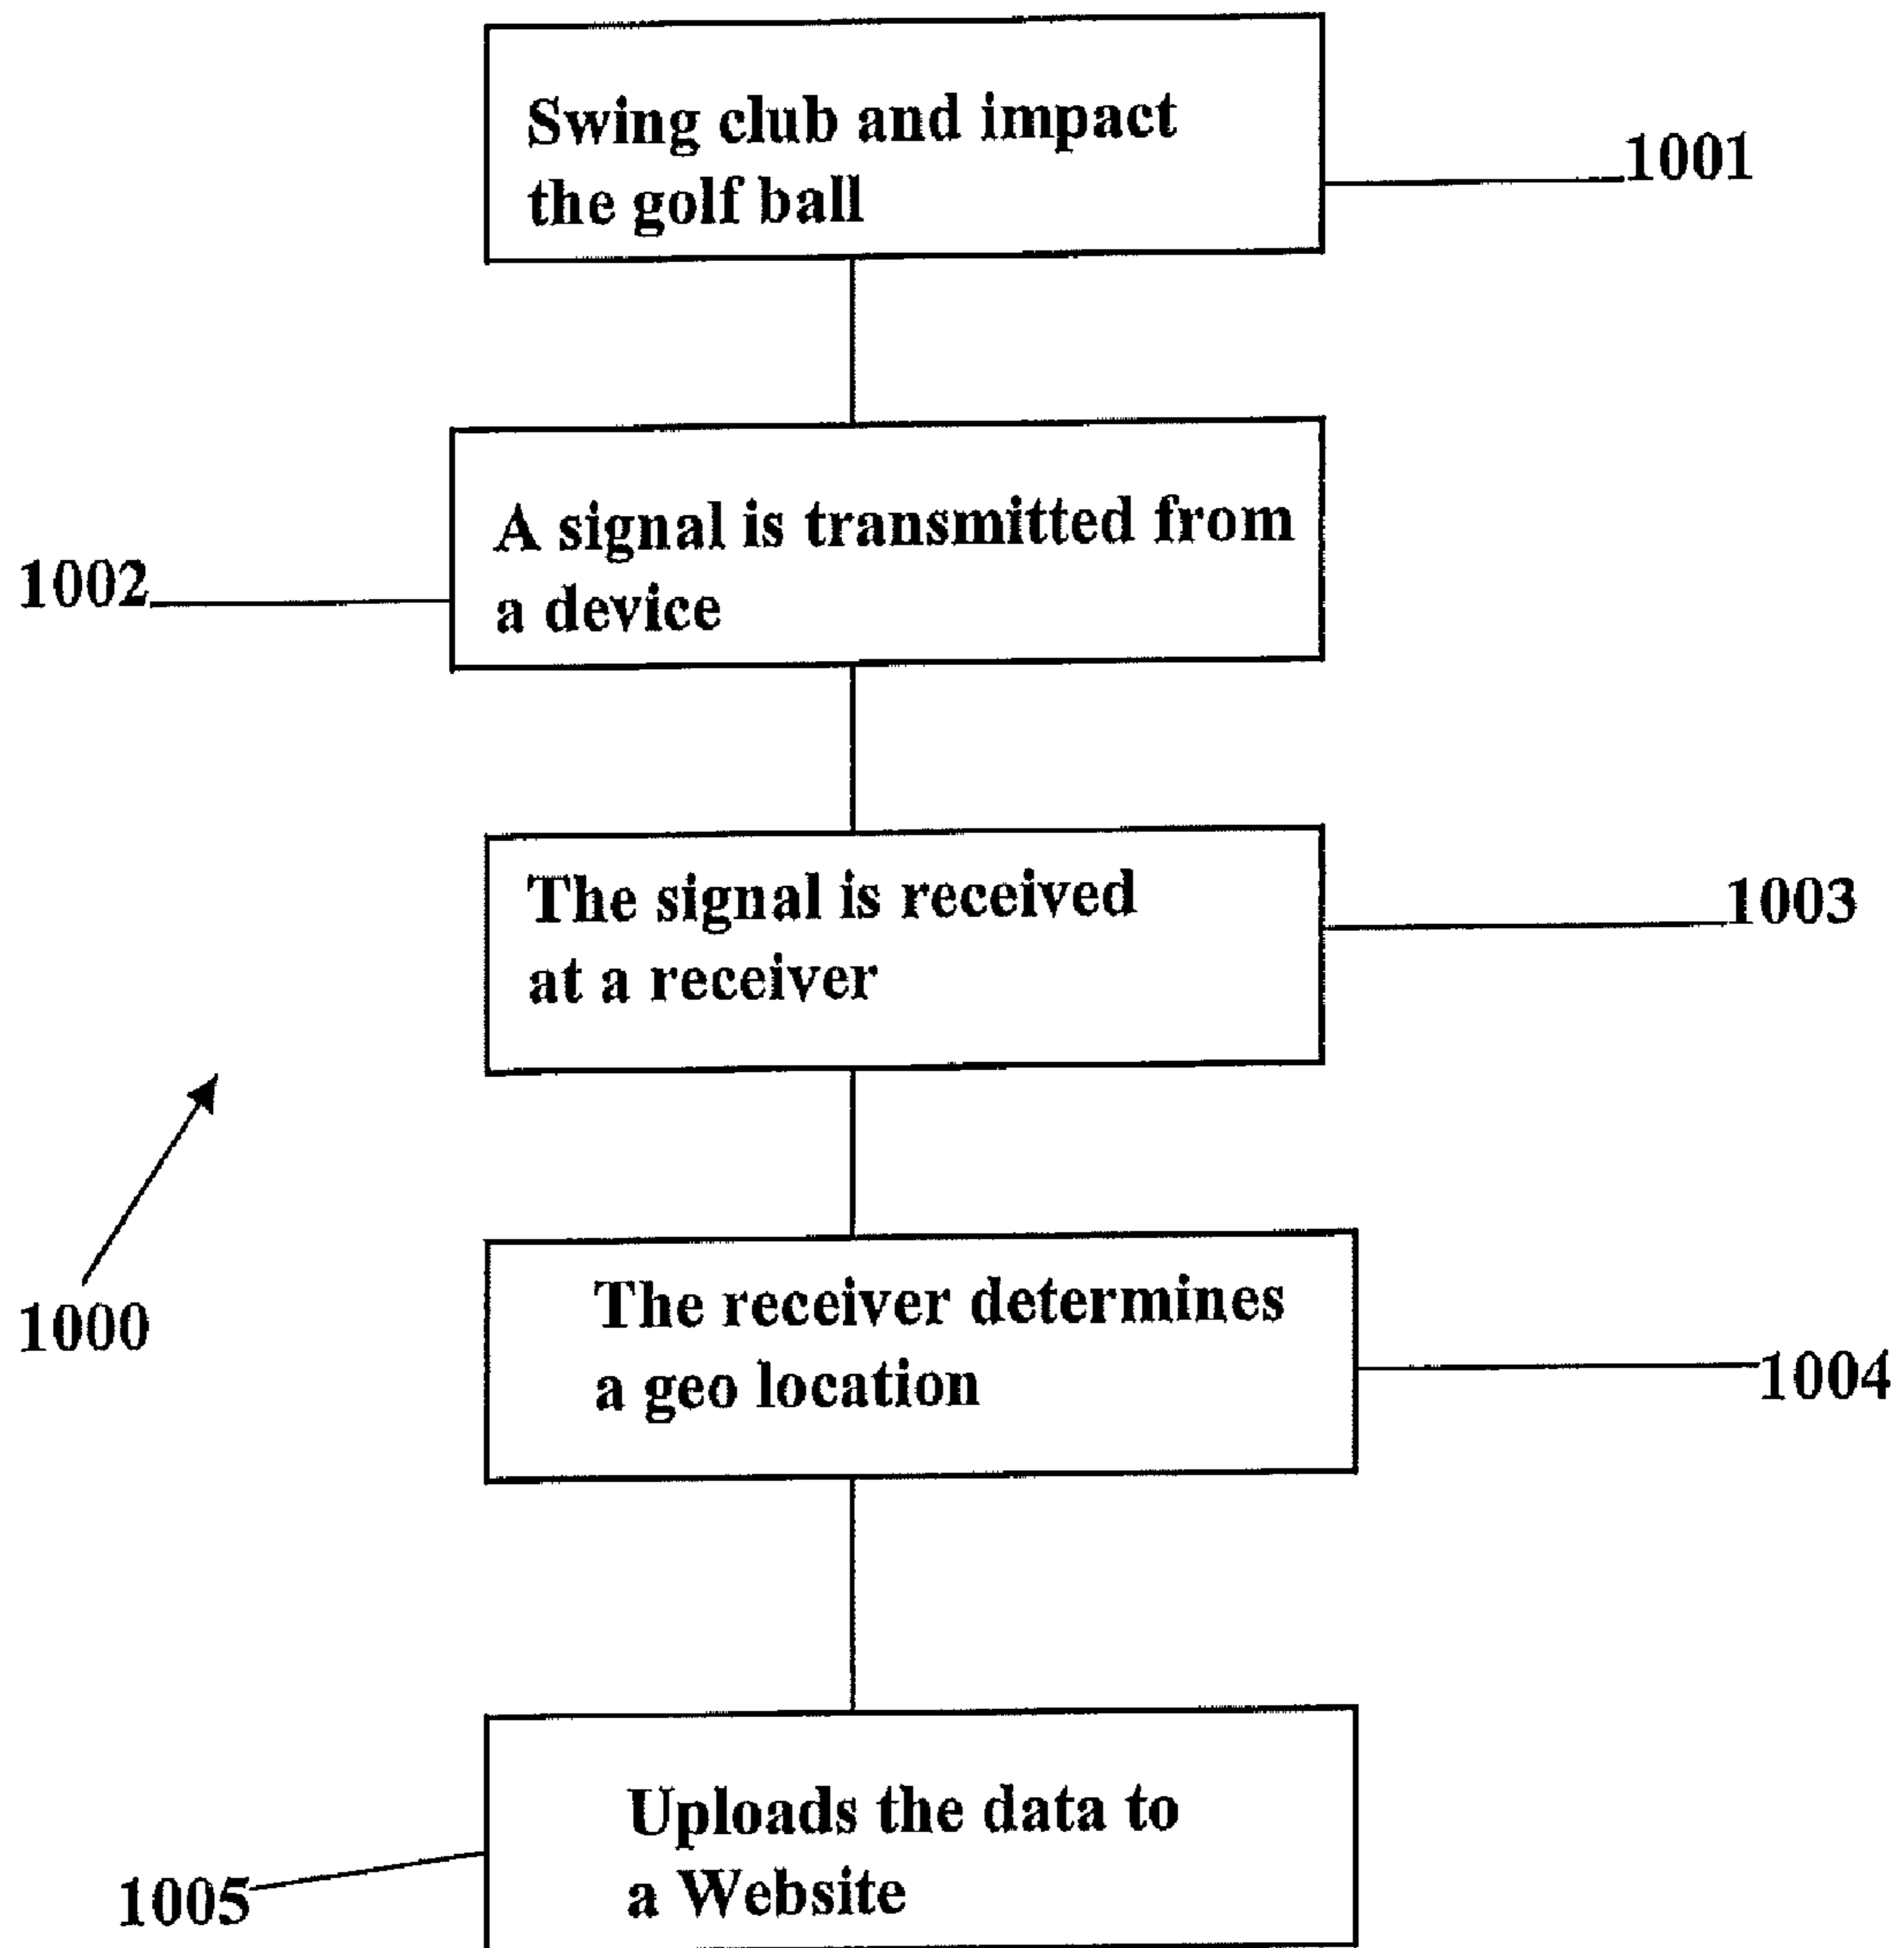 Swing club and impact
the golf ball
1001
A signal is transmitted from
a device
1002
The signal is received
at a receiver
1003
1000
The receiver determines
a geo location
1004
Uploads the data to
a Website
1005